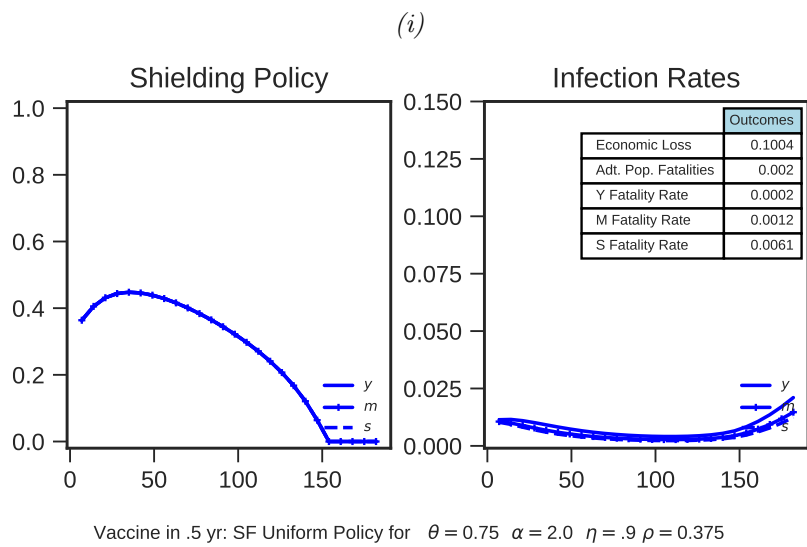 (i)
Shielding Policy
Infection Rates
1.0
0.8
0.6
0.4
0.2
0.0
0 50 100 150
y
m
s
0.150
0.125
0.100
0.075
0.050
0.025
0.000
0 50 100 150
Outcomes
Economic Loss 0.1004
Adt. Pop. Fatalities 0.002
Y Fatality Rate 0.0002
M Fatality Rate 0.0012
S Fatality Rate 0.0061
y
m
s
Vaccine in .5 yr: SF Uniform Policy for θ = 0.75 α = 2.0 η = .9 ρ = 0.375